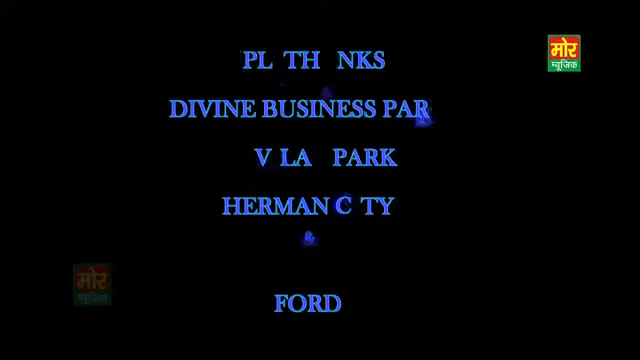 मोर
म्यूजिक
PL TH NKS
DIVINE BUSINESS PAR
V LA PARK
HERMAN C TY
&
मोर
म्यूजिक
FORD